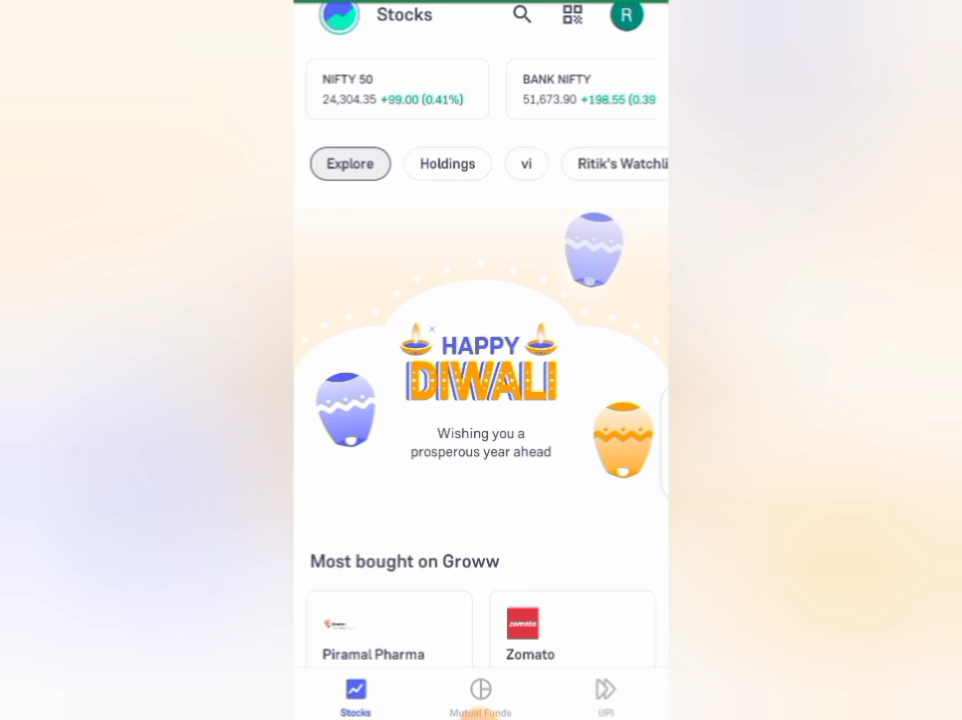 Stocks
R
NIFTY 50
24,304.35 +99.00 (0.41%)
BANK NIFTY
51,673.90 +198.55 (0.39
Explore
Holdings
vi
Ritik's Watchli
HAPPY
DIWALI
Wishing you a
prosperous year ahead
Most bought on Groww
zomato
Piramal Pharma
Zomato
Stocks
Mutual Funds
UPI